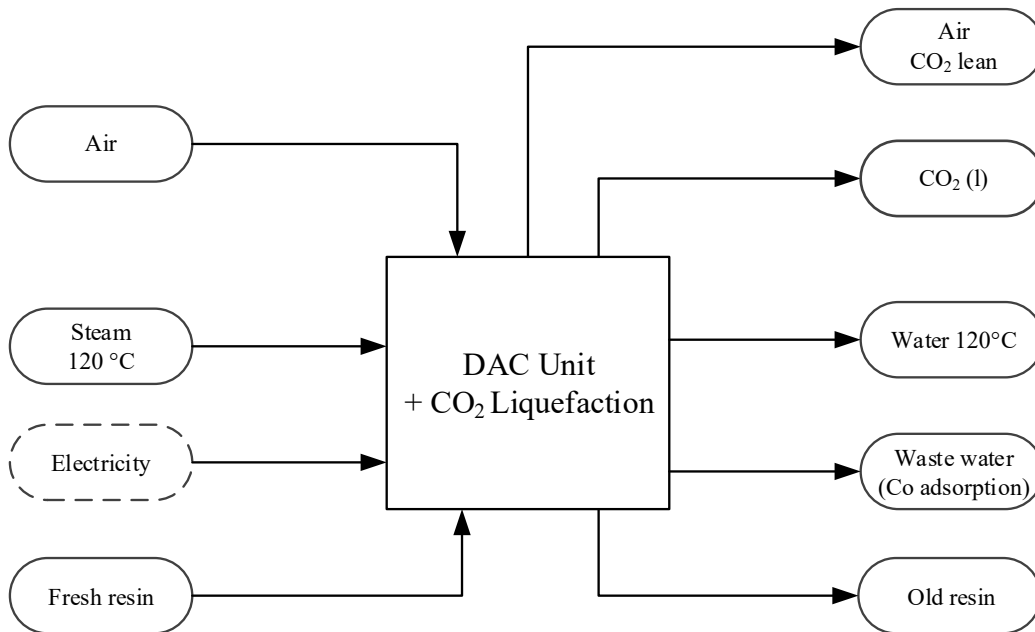 Air
CO₂ lean
Air
CO₂ (l)
Steam
120 °C
DAC Unit
+ CO₂ Liquefaction
Water 120°C
Electricity
Waste water
(Co adsorption)
Fresh resin
Old resin